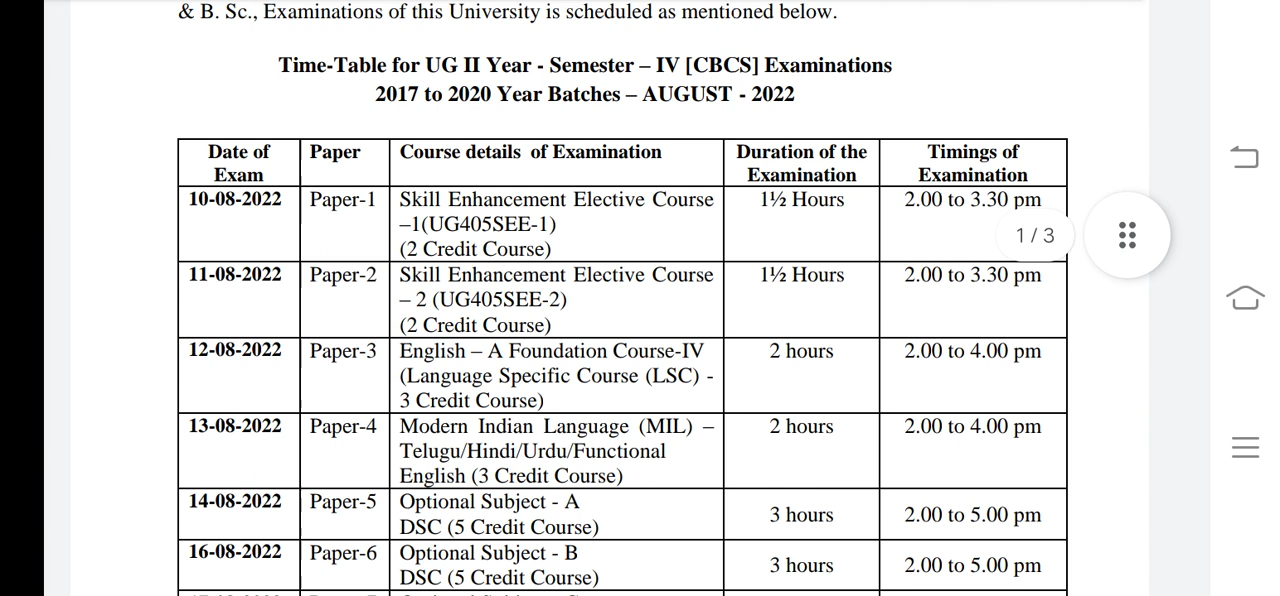 & B. Sc., Examinations of this University is scheduled as mentioned below.
Time-Table for UG II Year - Semester – IV [CBCS] Examinations
2017 to 2020 Year Batches – AUGUST - 2022
Date of Exam Paper Course details of Examination Duration of the Examination Timings of Examination
10-08-2022 Paper-1 Skill Enhancement Elective Course 1½ Hours 2.00 to 3.30 pm
–1(UG405SEE-1)
(2 Credit Course)
1 / 3
11-08-2022 Paper-2 Skill Enhancement Elective Course 1½ Hours 2.00 to 3.30 pm
– 2 (UG405SEE-2)
(2 Credit Course)
12-08-2022 Paper-3 English – A Foundation Course-IV 2 hours 2.00 to 4.00 pm
(Language Specific Course (LSC) -
3 Credit Course)
13-08-2022 Paper-4 Modern Indian Language (MIL) – 2 hours 2.00 to 4.00 pm
Telugu/Hindi/Urdu/Functional
English (3 Credit Course)
14-08-2022 Paper-5 Optional Subject - A 3 hours 2.00 to 5.00 pm
DSC (5 Credit Course)
16-08-2022 Paper-6 Optional Subject - B 3 hours 2.00 to 5.00 pm
DSC (5 Credit Course)